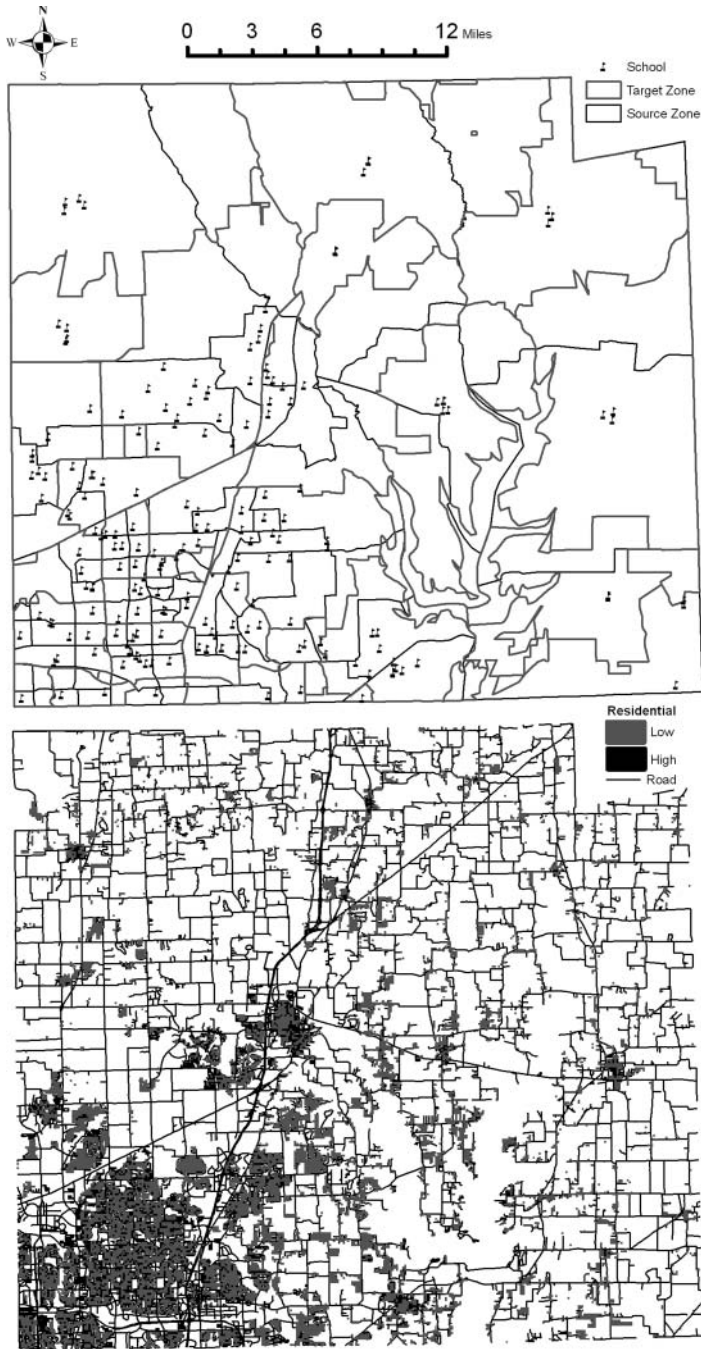 N
W E
S
0 3 6 12 Miles
School
Target Zone
Source Zone
Residential
Low
High
Road